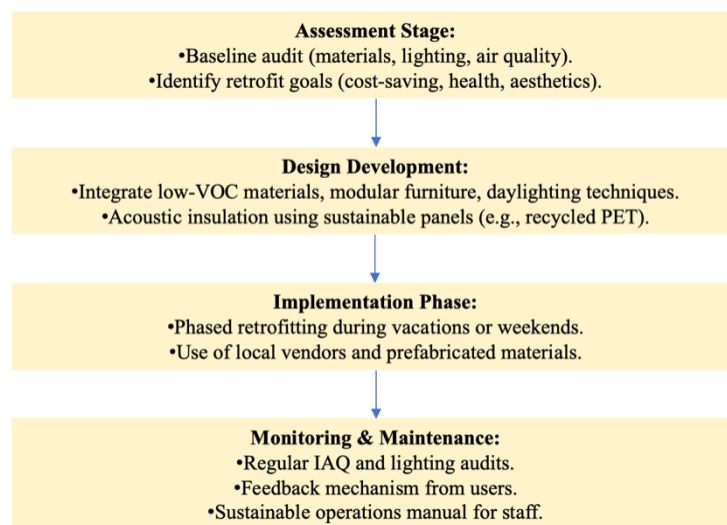 Assessment Stage:
•Baseline audit (materials, lighting, air quality).
•Identify retrofit goals (cost-saving, health, aesthetics).
Design Development:
•Integrate low-VOC materials, modular furniture, daylighting techniques.
•Acoustic insulation using sustainable panels (e.g., recycled PET).
Implementation Phase:
•Phased retrofitting during vacations or weekends.
•Use of local vendors and prefabricated materials.
Monitoring & Maintenance:
•Regular IAQ and lighting audits.
•Feedback mechanism from users.
•Sustainable operations manual for staff.